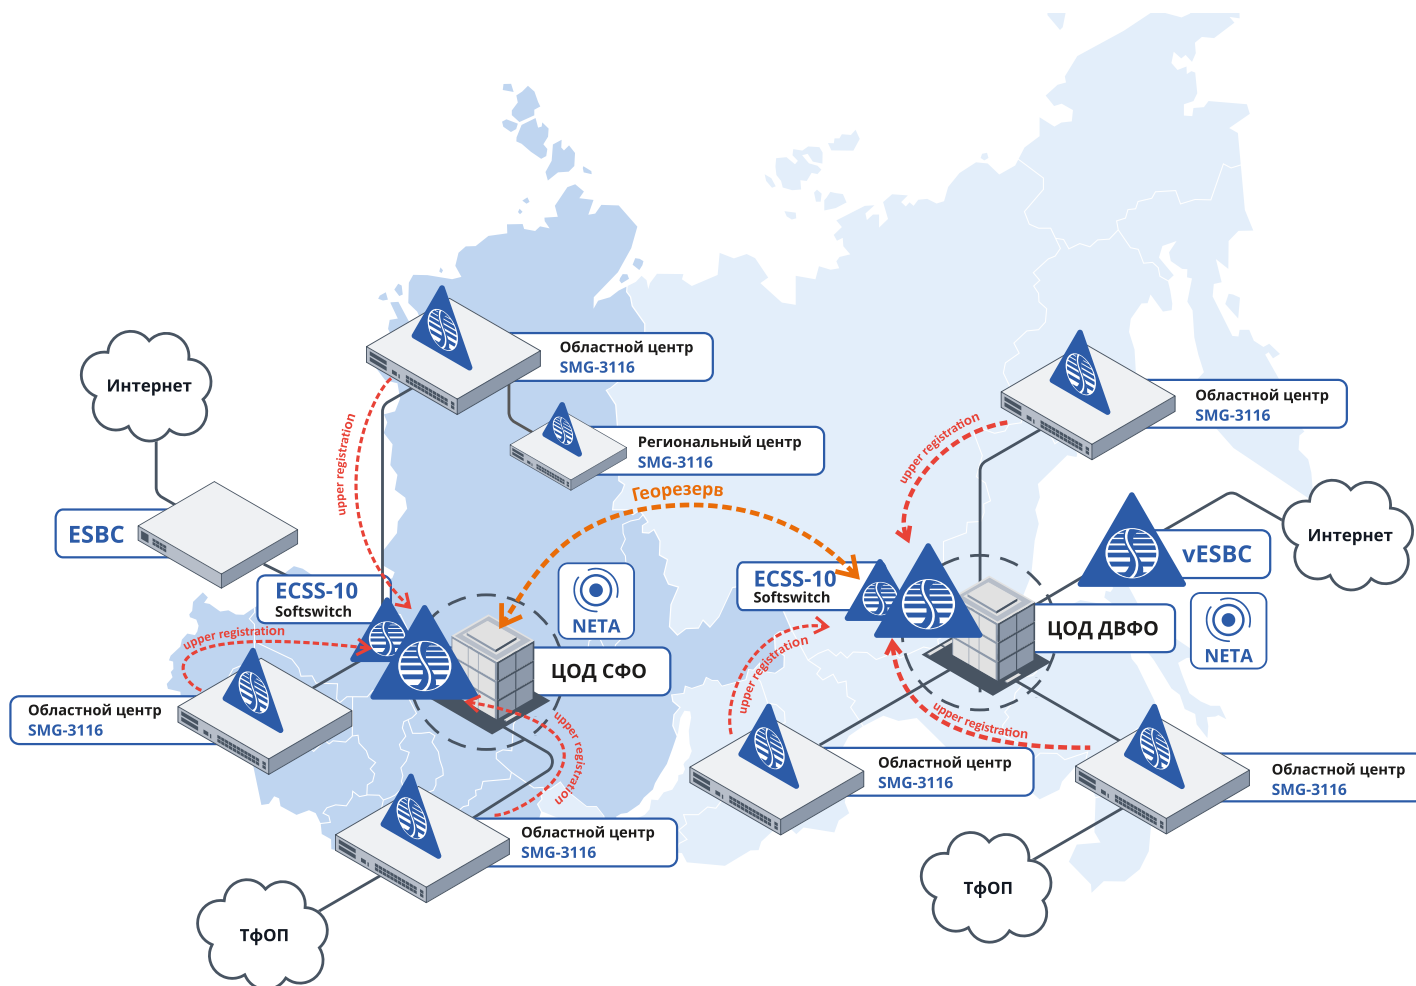 Областной центр
SMG-3116
Интернет
Региональный центр
SMG-3116
upper registration
Георезерв
ESBC
ECSS-10
Softswitch
NETA
upper registration
ЦОД СФО
Областной центр
SMG-3116
upper registration
Областной центр
SMG-3116
ТфОП
Областной центр
SMG-3116
upper registration
Интернет
vESBC
ECSS-10
Softswitch
ЦОД ДВФО
NETA
upper registration
upper registration
Областной центр
SMG-3116
Областной центр
SMG-3116
ТфОП